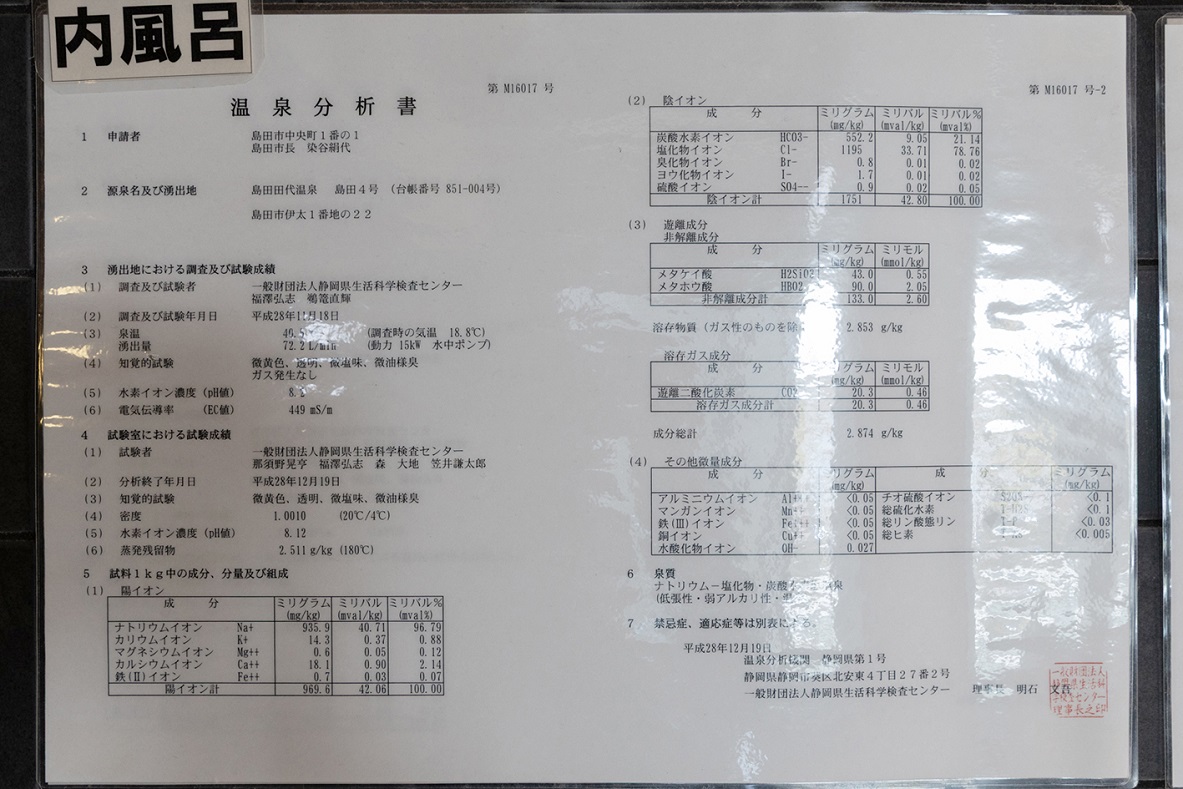 内風呂
第 M16017 号
温泉分析書
1 申請者 島田市中央町1番の1
島田市長 染谷絹代
2 源泉名及び湧出地 島田田代温泉 島田4号 (台帳番号 851-004号)
島田市伊太1番地の22
3 湧出地における調査及び試験成績
(1) 調査及び試験者 一般財団法人静岡県生活科学検査センター
福澤弘志 鵜篭直輝
(2) 調査及び試験年月日 平成28年11月18日
(3) 泉温 (調査時の気温 18.8℃)
湧出量 72.2 L/min (動力 15kW 水中ポンプ)
(4) 知覚的試験 微黄色、透明、微塩味、微油様臭
ガス発生なし
(5) 水素イオン濃度(pH値)
(6) 電気伝導率 (EC値) 449 mS/m
4 試験室における試験成績
(1) 試験者 一般財団法人静岡県生活科学検査センター
那須野晃亨 福澤弘志 森 大地 笠井謙太郎
(2) 分析終了年月日 平成28年12月19日
(3) 知覚的試験 微黄色、透明、微塩味、微油様臭
(4) 密度 1.0010 (20℃/4℃)
(5) 水素イオン濃度(pH値) 8.12
(6) 蒸発残留物 2.511 g/kg (180℃)
5 試料1kg中の成分、分量及び組成
(1) 陽イオン
成 分 ミリグラム ミリバル ミリバル%
(mg/kg) (mval/kg) (mval%)
ナトリウムイオン Na+ 935.9 40.71 96.79
カリウムイオン K+ 14.3 0.37 0.88
マグネシウムイオン Mg++ 0.6 0.05 0.12
カルシウムイオン Ca++ 18.1 0.90 2.14
鉄(Ⅱ)イオン Fe++ 0.7 0.03 0.07
陽イオン計 969.6 42.06 100.00
第 M16017 号-2
(2) 陰イオン
成 分 ミリグラム ミリバル ミリバル%
(mg/kg) (mval/kg) (mval%)
炭酸水素イオン HCO3- 552.2 9.05 21.14
塩化物イオン Cl- 1195 33.71 78.76
臭化物イオン Br- 0.8 0.01 0.02
ヨウ化物イオン I- 1.7 0.01 0.02
硫酸イオン SO4-- 0.9 0.02 0.05
陰イオン計 1751 42.80 100.00
(3) 遊離成分
非解離成分
成 分 ミリグラム ミリモル
(mg/kg) (mmol/kg)
メタケイ酸 H2SiO3 43.0 0.55
メタホウ酸 HBO2 90.0 2.05
非解離成分計 133.0 2.60
溶存物質(ガス性のものを除 2.853 g/kg
溶存ガス成分
成 分 ミリグラム ミリモル
(mg/kg) (mmol/kg)
遊離二酸化炭素 CO2 20.3 0.46
溶存ガス成分計 20.3 0.46
成分総計 2.874 g/kg
(4) その他微量成分
成 分 ミリグラム 成 分 ミリグラム
(mg/kg) (mg/kg)
アルミニウムイオン <0.05 チオ硫酸イオン <0.1
マンガンイオン <0.05 総硫化水素 <0.1
鉄(Ⅲ)イオン <0.05 総リン酸態リン <0.03
銅イオン <0.05 総ヒ素 <0.005
水酸化物イオン OH- 0.027
6 泉質
ナトリウム-塩化物・炭酸 泉
(低張性・弱アルカリ性・
7 禁忌症、適応症等は別表による。
平成28年12月19日
温泉分析機関 静岡県第1号
静岡県静岡市葵区北安東4丁目27番2号
一般財団法人静岡県生活科学検査センター 理事長 明石 文吾
一般財団法人
静岡県生活科
学検査センター
理事長之印